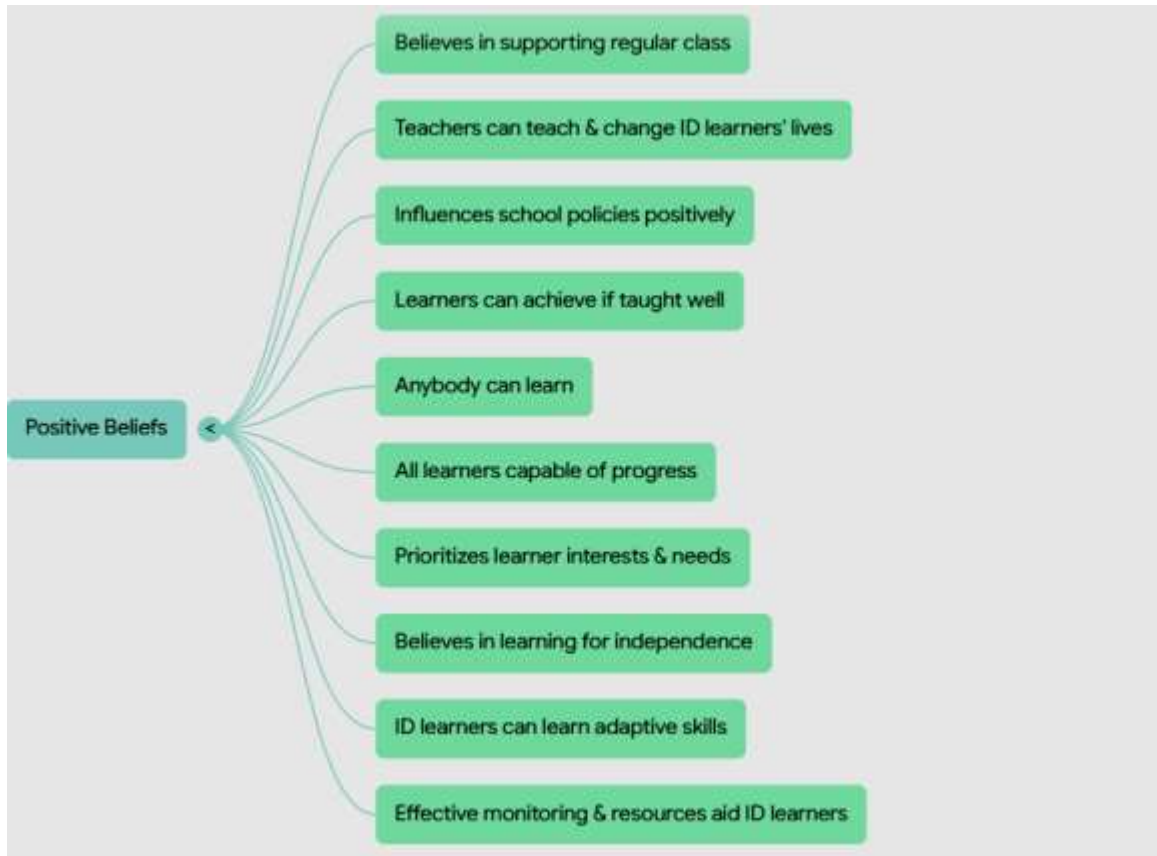 Believes in supporting regular class
Teachers can teach & change ID learners' lives
Influences school policies positively
Learners can achieve if taught well
Anybody can learn
Positive Beliefs
<
All learners capable of progress
Prioritizes learner interests & needs
Believes in learning for independence
ID learners can learn adaptive skills
Effective monitoring & resources aid ID learners